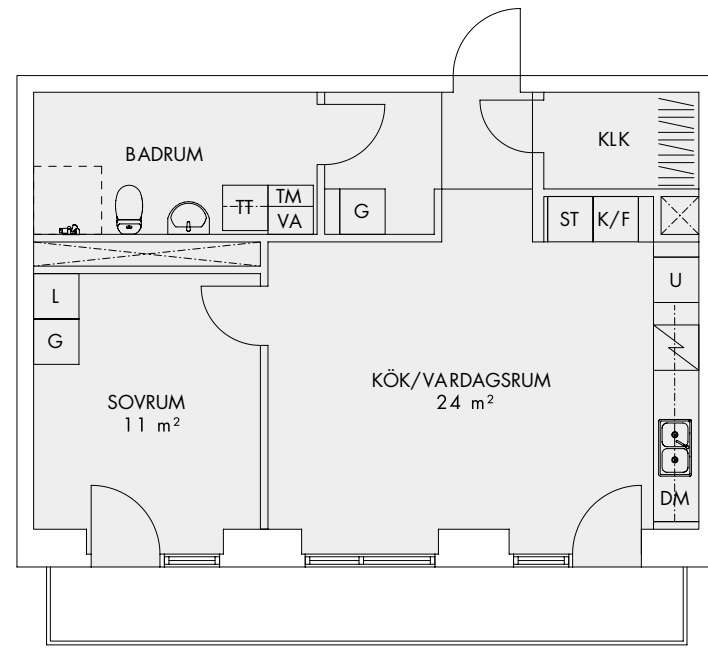 BADRUM
KLK
TT
TM
VA
G
ST
K/F
U
L
G
SOVRUM
11 m²
KÖK/VARDAGSRUM
24 m²
DM